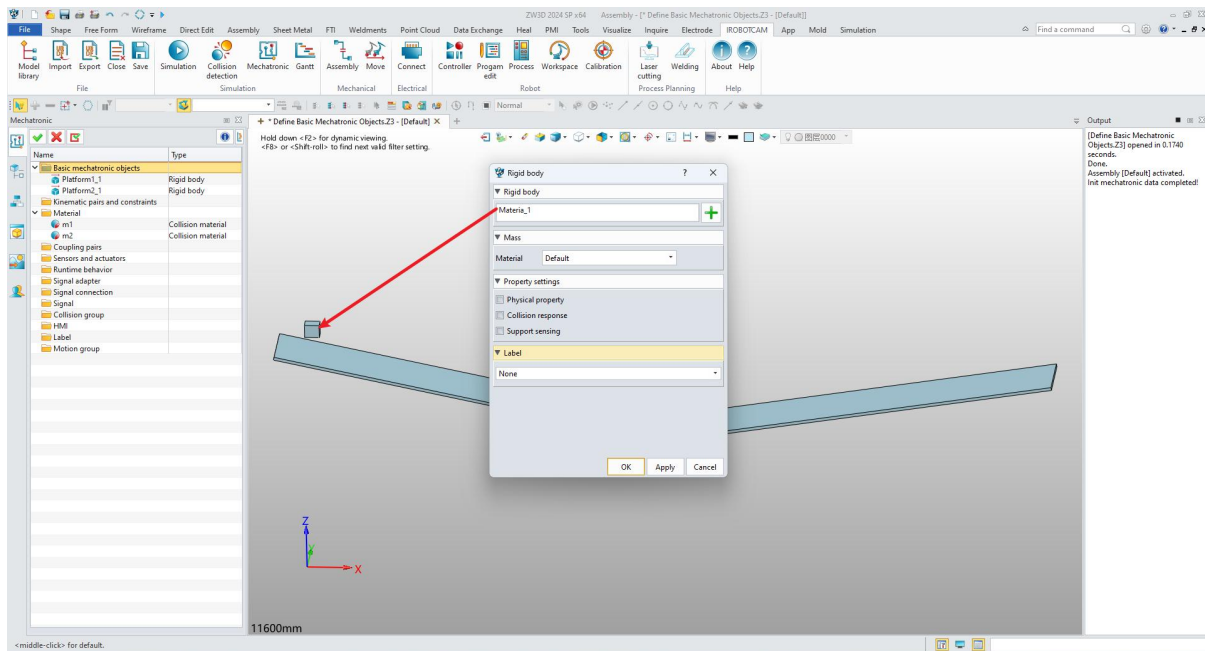 ZW3D 2024 SP x64 Assembly - [* Define Basic Mechatronic Objects.Z3 - [Default]]
File Shape Free Form Wireframe Direct Edit Assembly Sheet Metal FTI Weldments Point Cloud Data Exchange Heal PMI Tools Visualize Inquire Electrode IROBOTCAM App Mold Simulation Find a command
Model library Import Export Close Save Simulation Collision detection Mechatronic Gantt Assembly Move Connect Controller Progam edit Process Workspace Calibration Laser cutting Welding About Help
File Simulation Mechanical Electrical Robot Process Planning Help
Normal
Mechatronic
* Define Basic Mechatronic Objects.Z3 - [Default]
Output
Hold down <F2> for dynamic viewing.
<F8> or <Shift-roll> to find next valid filter setting.
图层0000
[Define Basic Mechatronic
Objects.Z3] opened in 0.1740
seconds.
Done.
Assembly [Default] activated.
Init mechatronic data completed!
Name Type
Basic mechatronic objects
Platform1_1 Rigid body
Platform2_1 Rigid body
Kinematic pairs and constraints
Material
m1 Collision material
m2 Collision material
Coupling pairs
Sensors and actuators
Runtime behavior
Signal adapter
Signal connection
Signal
Collision group
HMI
Label
Motion group
Rigid body ? X
Rigid body
Materia_1
Mass
Material Default
Property settings
Physical property
Collision response
Support sensing
Label
None
OK Apply Cancel
Z
Y
X
11600mm
<middle-click> for default.